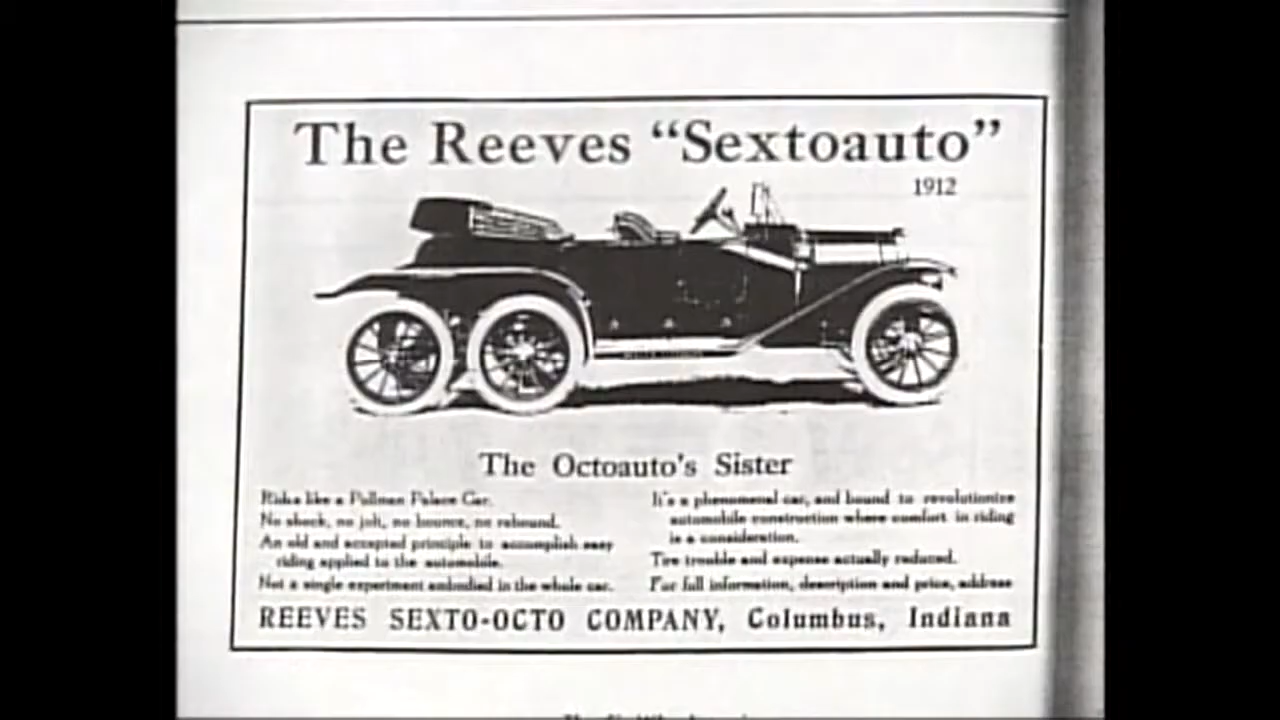 The Reeves “Sextoauto”
1912
The Octoauto's Sister
Rides like a Pullman Palace Car.
No shock, no jolt, no bounce, no rebound.
An old and accepted principle to accomplish easy
riding applied to the automobile.
Not a single experiment embodied in the whole car.
It's a phenomenal car, and bound to revolutionize
automobile construction where comfort in riding
is a consideration.
Tire trouble and expense actually reduced.
For full information, description and price, address
REEVES SEXTO-OCTO COMPANY, Columbus, Indiana